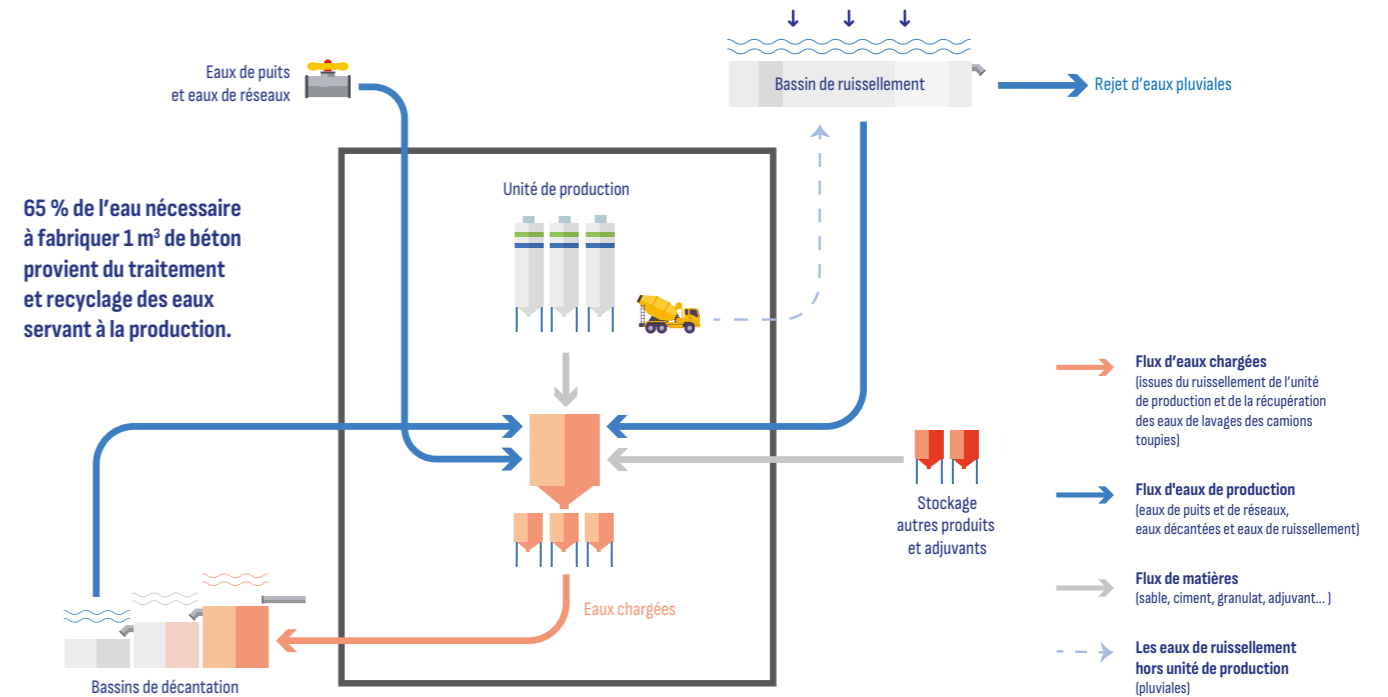 Eaux de puits
et eaux de réseaux
Bassin de ruissellement
Rejet d'eaux pluviales
65 % de l'eau nécessaire
à fabriquer 1 m³ de béton
provient du traitement
et recyclage des eaux
servant à la production.
Unité de production
Stockage
autres produits
et adjuvants
Eaux chargées
Bassins de décantation
Flux d'eaux chargées
(issues du ruissellement de l'unité
de production et de la récupération
des eaux de lavages des camions
toupies)
Flux d'eaux de production
(eaux de puits et de réseaux,
eaux décantées et eaux de ruissellement)
Flux de matières
(sable, ciment, granulat, adjuvant... )
Les eaux de ruissellement
hors unité de production
(pluviales)